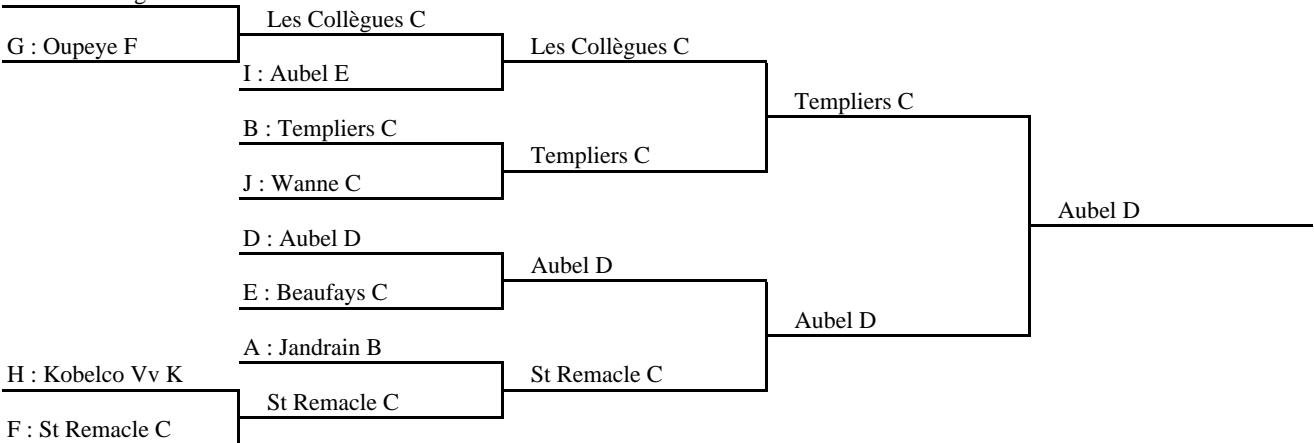 Les Collègues C
G : Oupeye F
Les Collègues C
I : Aubel E
Templiers C
B : Templiers C
Templiers C
J : Wanne C
Aubel D
D : Aubel D
Aubel D
E : Beaufays C
Aubel D
A : Jandrain B
H : Kobelco Vv K
St Remacle C
St Remacle C
F : St Remacle C